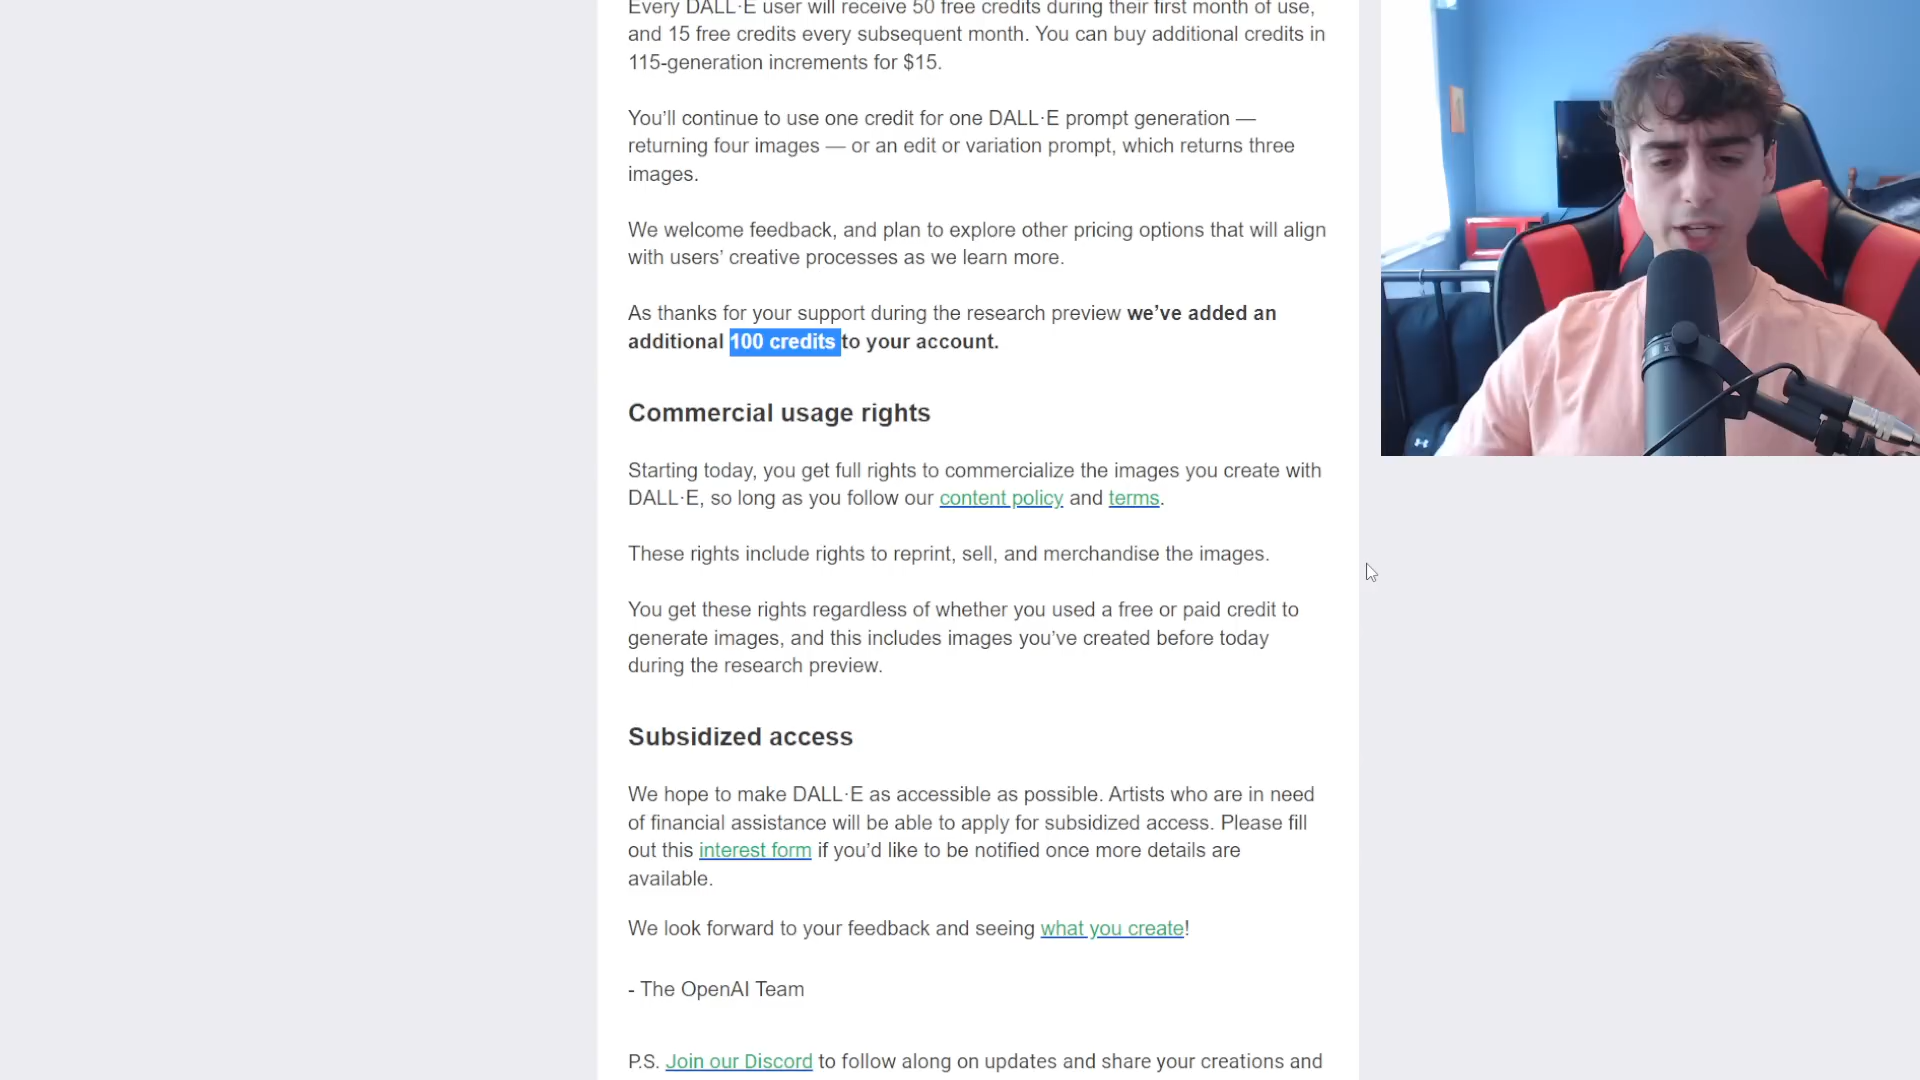 Every DALL·E user will receive 50 free credits during their first month of use,
and 15 free credits every subsequent month. You can buy additional credits in
115-generation increments for $15.
You’ll continue to use one credit for one DALL·E prompt generation —
returning four images — or an edit or variation prompt, which returns three
images.
We welcome feedback, and plan to explore other pricing options that will align
with users’ creative processes as we learn more.
As thanks for your support during the research preview we’ve added an
additional 100 credits to your account.
Commercial usage rights
Starting today, you get full rights to commercialize the images you create with
DALL·E, so long as you follow our content policy and terms.
These rights include rights to reprint, sell, and merchandise the images.
You get these rights regardless of whether you used a free or paid credit to
generate images, and this includes images you’ve created before today
during the research preview.
Subsidized access
We hope to make DALL·E as accessible as possible. Artists who are in need
of financial assistance will be able to apply for subsidized access. Please fill
out this interest form if you’d like to be notified once more details are
available.
We look forward to your feedback and seeing what you create!
- The OpenAI Team
P.S. Join our Discord to follow along on updates and share your creations and